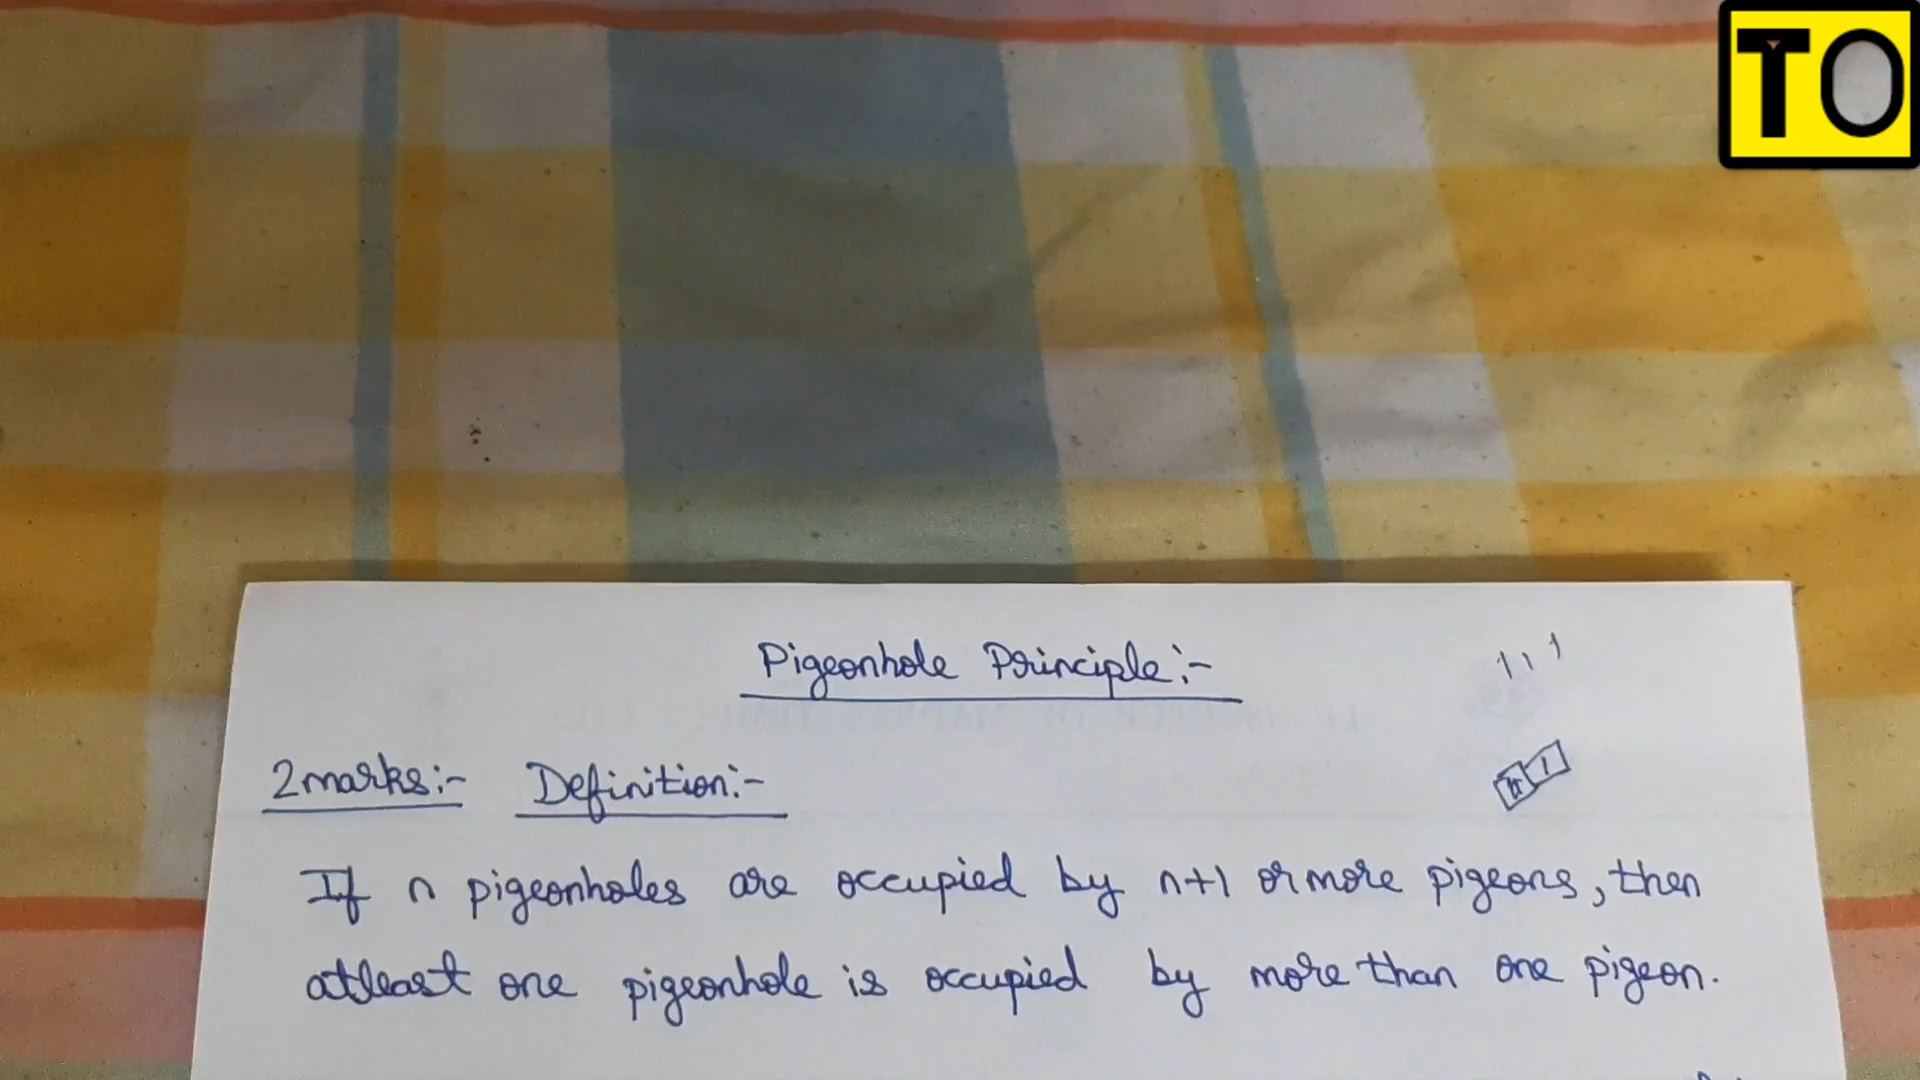 TO
Pigeonhole Principle:-
2marks:- Definition:-
If n pigeonholes are occupied by n+1 or more pigeons, then
atleast one pigeonhole is occupied by more than one pigeon.